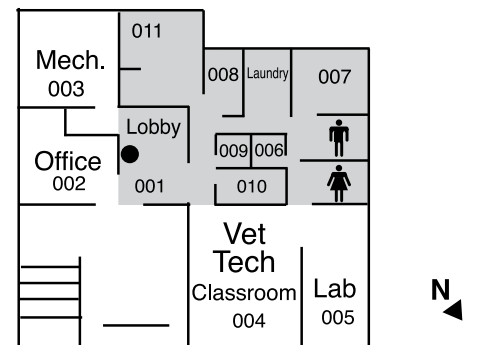 011
Mech.
003
008
Laundry
007
Lobby
Office
002
001
009
006
010
Vet
Tech
Classroom
004
Lab
005
N